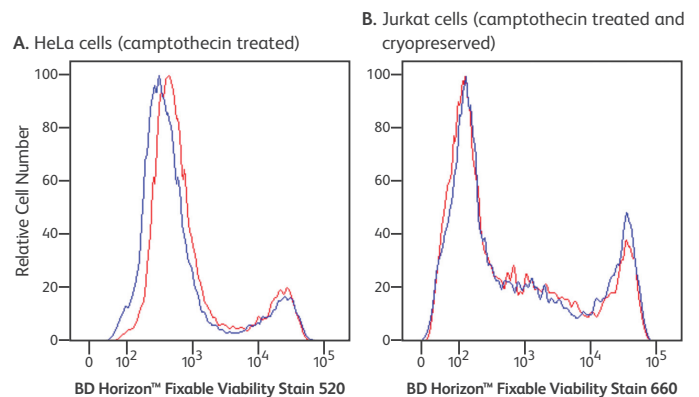 A. HeLa cells (camptothecin treated)
Relative Cell Number
100
80
60
40
20
0
0 10² 10³ 10⁴ 10⁵
BD Horizon™ Fixable Viability Stain 520
B. Jurkat cells (camptothecin treated and
cryopreserved)
100
80
60
40
20
0
0 10² 10³ 10⁴ 10⁵
BD Horizon™ Fixable Viability Stain 660